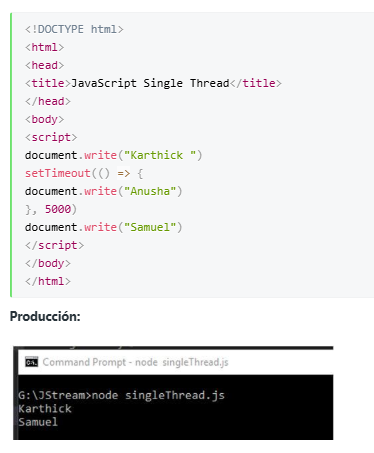 <!DOCTYPE html>
<html>
<head>
<title>JavaScript Single Thread</title>
</head>
<body>
<script>
document.write("Karthick ")
setTimeout(() => {
document.write("Anusha")
}, 5000)
document.write("Samuel")
</script>
</body>
</html>
Producción:
Command Prompt - node singleThread.js
G:\JStream>node singleThread.js
Karthick
Samuel